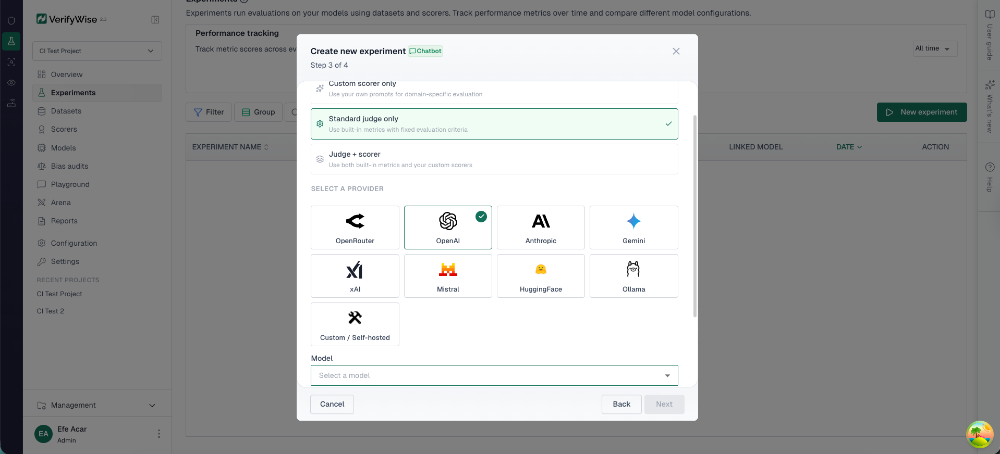 Experiments
Experiments run evaluations on your models using datasets and scorers. Track performance metrics over time and compare different model configurations.
VerifyWise 2.3
CI Test Project
Overview
Experiments
Datasets
Scorers
Models
Bias audits
Playground
Arena
Reports
Configuration
Settings
RECENT PROJECTS
CI Test Project
CI Test 2
Management
EA
Efe Acar
Admin
Performance tracking
Track metric scores across ev
All time
Filter
Group
New experiment
EXPERIMENT NAME
LINKED MODEL
DATE
ACTION
Create new experiment
Chatbot
Step 3 of 4
Custom scorer only
Use your own prompts for domain-specific evaluation
Standard judge only
Use built-in metrics with fixed evaluation criteria
Judge + scorer
Use both built-in metrics and your custom scorers
SELECT A PROVIDER
OpenRouter
OpenAI
Anthropic
Gemini
xAI
Mistral
HuggingFace
Ollama
Custom / Self-hosted
Model
Select a model
Cancel
Back
Next
User guide
What's new
Help